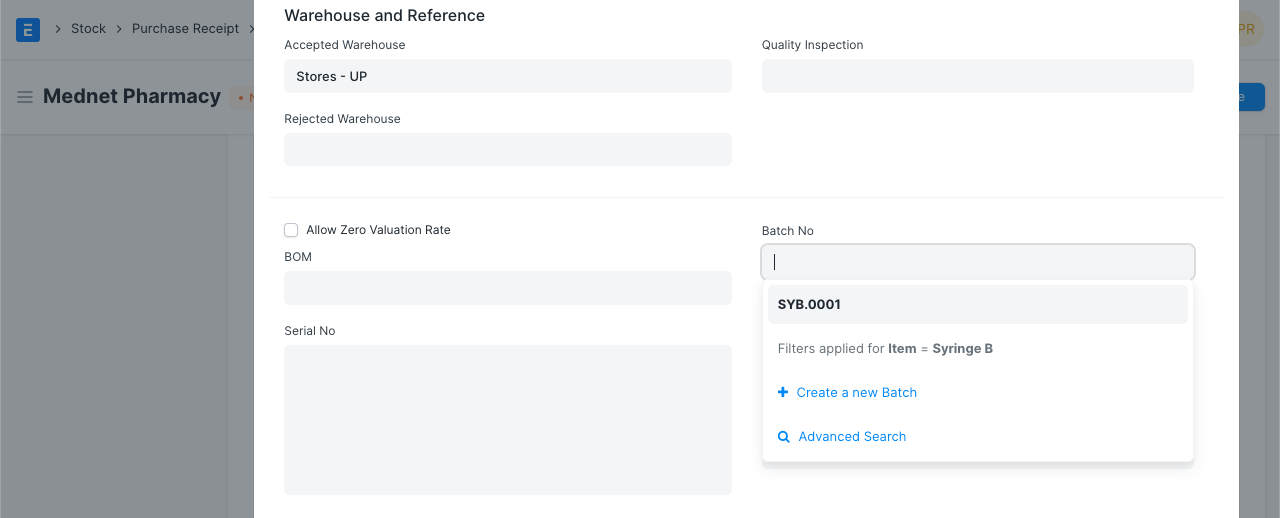 E
Stock
Purchase Receipt
PR
Mednet Pharmacy
Warehouse and Reference
Accepted Warehouse
Quality Inspection
Stores - UP
Rejected Warehouse
Allow Zero Valuation Rate
Batch No
BOM
SYB.0001
Serial No
Filters applied for Item = Syringe B
Create a new Batch
Advanced Search